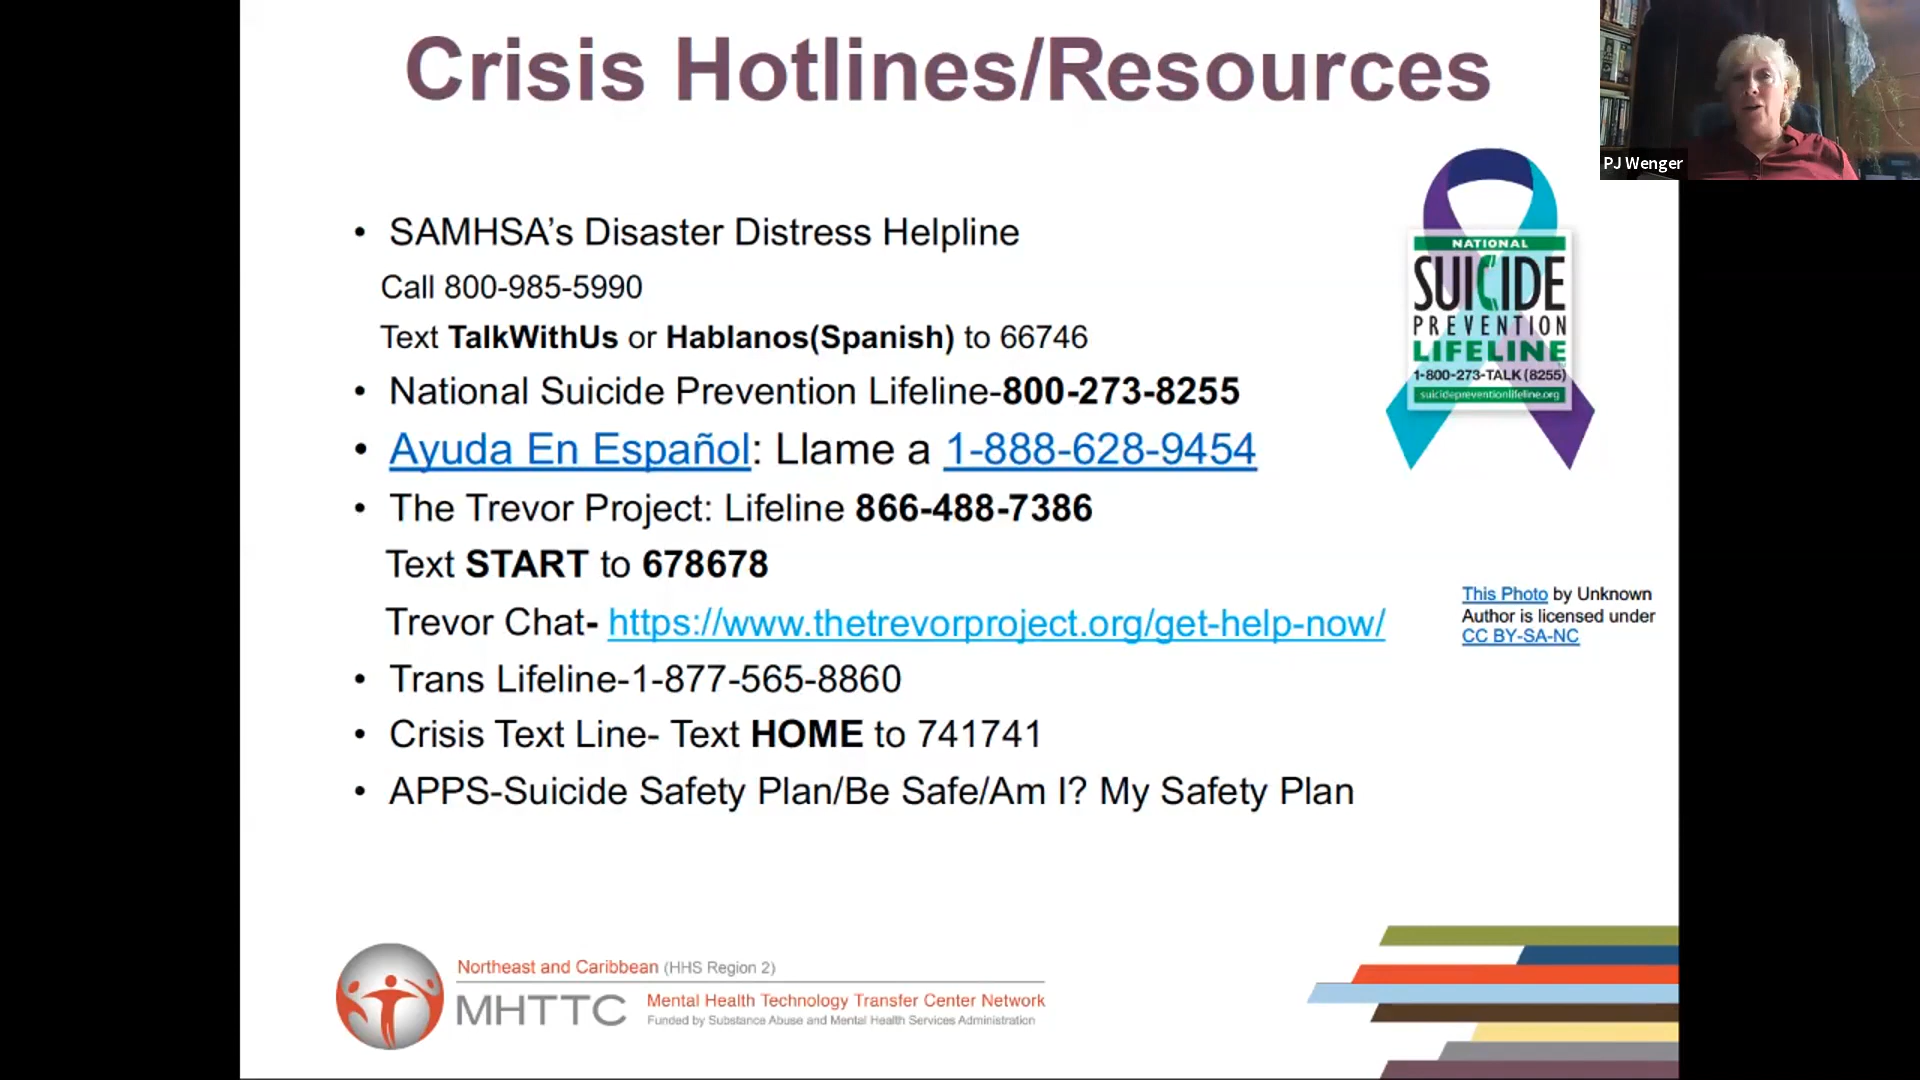 Crisis Hotlines/Resources
PJ Wenger
• SAMHSA’s Disaster Distress Helpline
Call 800-985-5990
Text TalkWithUs or Hablanos(Spanish) to 66746
• National Suicide Prevention Lifeline-800-273-8255
• Ayuda En Español: Llame a 1-888-628-9454
• The Trevor Project: Lifeline 866-488-7386
Text START to 678678
Trevor Chat- https://www.thetrevorproject.org/get-help-now/
• Trans Lifeline-1-877-565-8860
• Crisis Text Line- Text HOME to 741741
• APPS-Suicide Safety Plan/Be Safe/Am I? My Safety Plan
NATIONAL
SUICIDE
PREVENTION
LIFELINE
1-800-273-TALK (8255)
suicidepreventionlifeline.org
This Photo by Unknown
Author is licensed under
CC BY-SA-NC
Northeast and Caribbean (HHS Region 2)
MHTTC
Mental Health Technology Transfer Center Network
Funded by Substance Abuse and Mental Health Services Administration